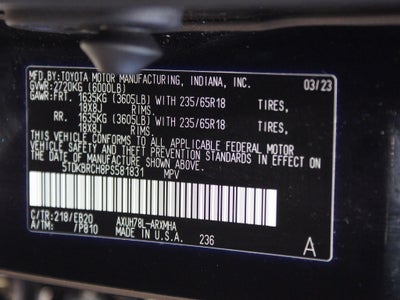 MFD.BY:TOYOTA MOTOR MANUFACTURING, INDIANA, INC. 03/23
GVWR:2720KG (6000LB)
GAWR:FRT. 1635KG (3605LB) WITH 235/65R18 TIRES,
18X8J RIMS,
RR. 1635KG (3605LB) WITH 235/65R18 TIRES,
18X8J RIMS,
THIS VEHICLE CONFORMS TO ALL APPLICABLE FEDERAL MOTOR
VEHICLE SAFETY AND THEFT PREVENTION STANDARDS IN EFFECT ON
THE DATE OF MANUFACTURE SHOWN ABOVE.
5TDKBRCH8PS581831 MPV
C/TR:218/EB20 AXUH78L-ARXMHA
A/TM: /P810 MADE IN U.S.A. 236 A